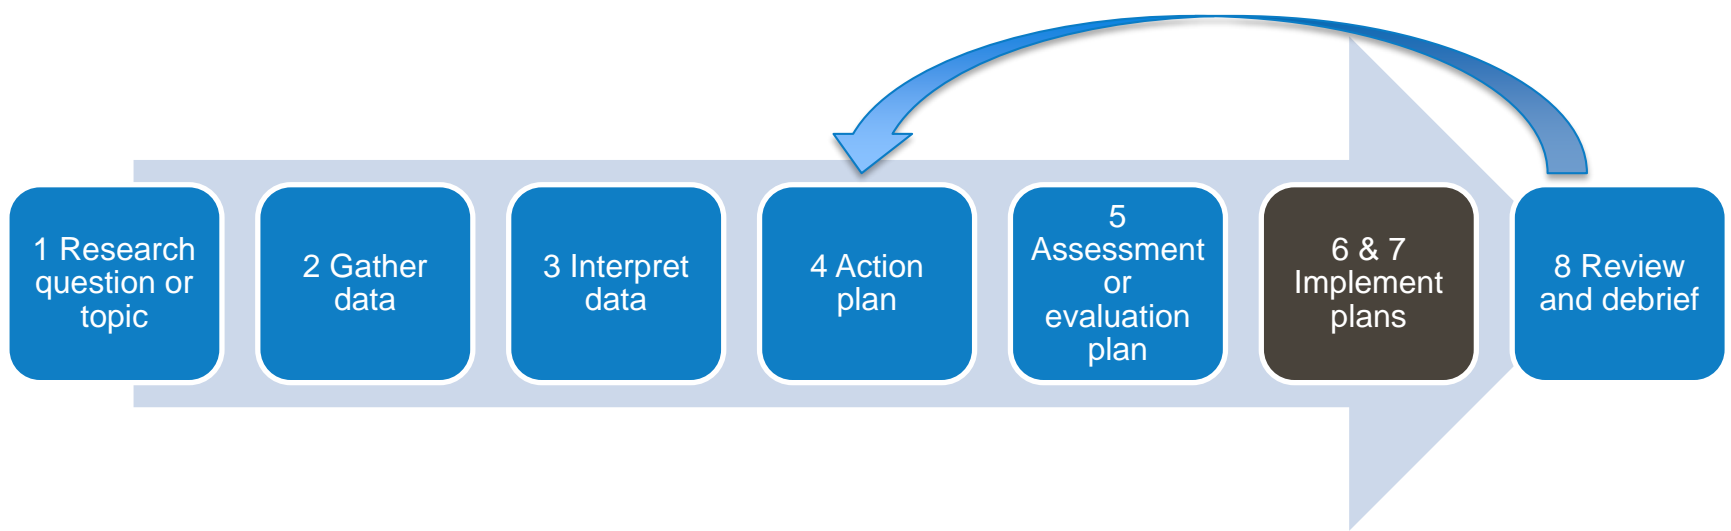 1 Research
question or
topic
2 Gather
data
3 Interpret
data
4 Action
plan
5
Assessment
or
evaluation
plan
6 & 7
Implement
plans
8 Review
and debrief